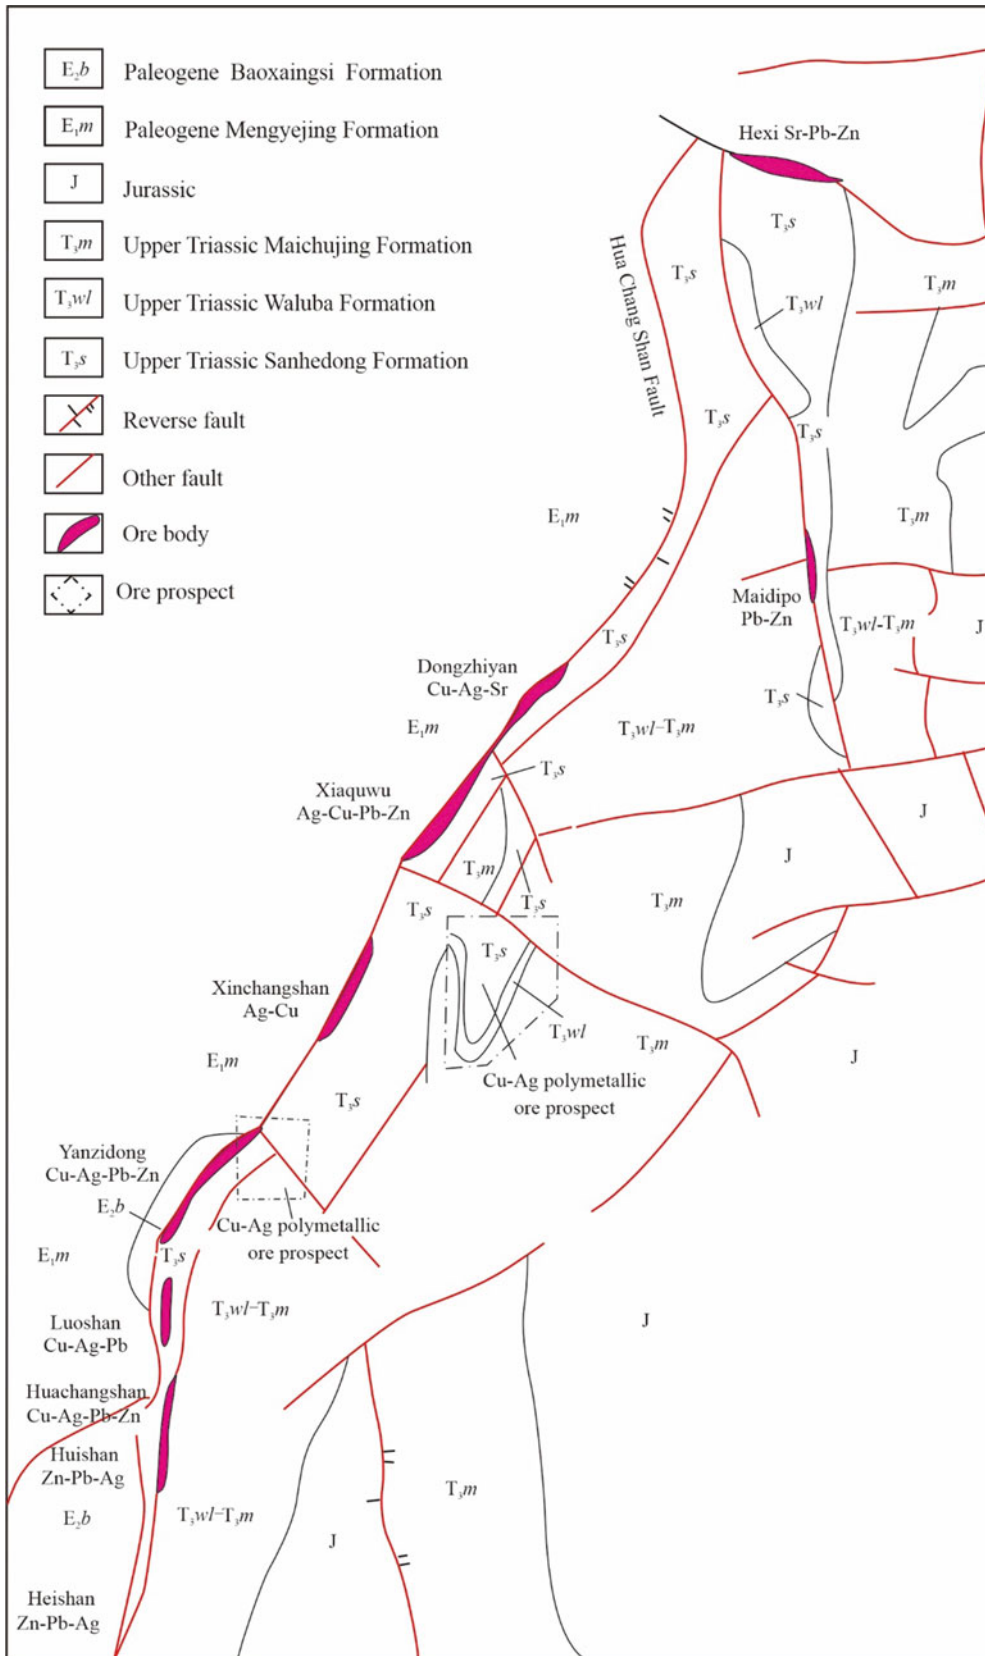 E₂b Paleogene Baoxaingsi Formation
E₁m Paleogene Mengyejing Formation
J Jurassic
T₃m Upper Triassic Maichujing Formation
T₃wl Upper Triassic Waluba Formation
T₃s Upper Triassic Sanhedong Formation
Reverse fault
Other fault
Ore body
Ore prospect
Hexi Sr-Pb-Zn
T₃s
Hua Chang Shan Fault
T₃s
T₃m
T₃wl
T₃s
T₃s
E₁m
T₃m
Maidipo
Pb-Zn
T₃wl-T₃m
J
T₃s
Dongzhiyan
Cu-Ag-Sr
T₃s
E₁m
T₃wl-T₃m
T₃s
Xiaquwu
Ag-Cu-Pb-Zn
J
J
T₃m
T₃s
T₃s
T₃m
T₃s
Xinchangshan
Ag-Cu
T₃wl
T₃m
J
E₁m
Cu-Ag polymetallic
ore prospect
T₃s
Yanzidong
Cu-Ag-Pb-Zn
E₂b
Cu-Ag polymetallic
ore prospect
E₁m
T₃s
T₃wl-T₃m
Luoshan
Cu-Ag-Pb
J
Huachangshan
Cu-Ag-Pb-Zn
Huishan
Zn-Pb-Ag
T₃m
E₂b
T₃wl-T₃m
J
Heishan
Zn-Pb-Ag